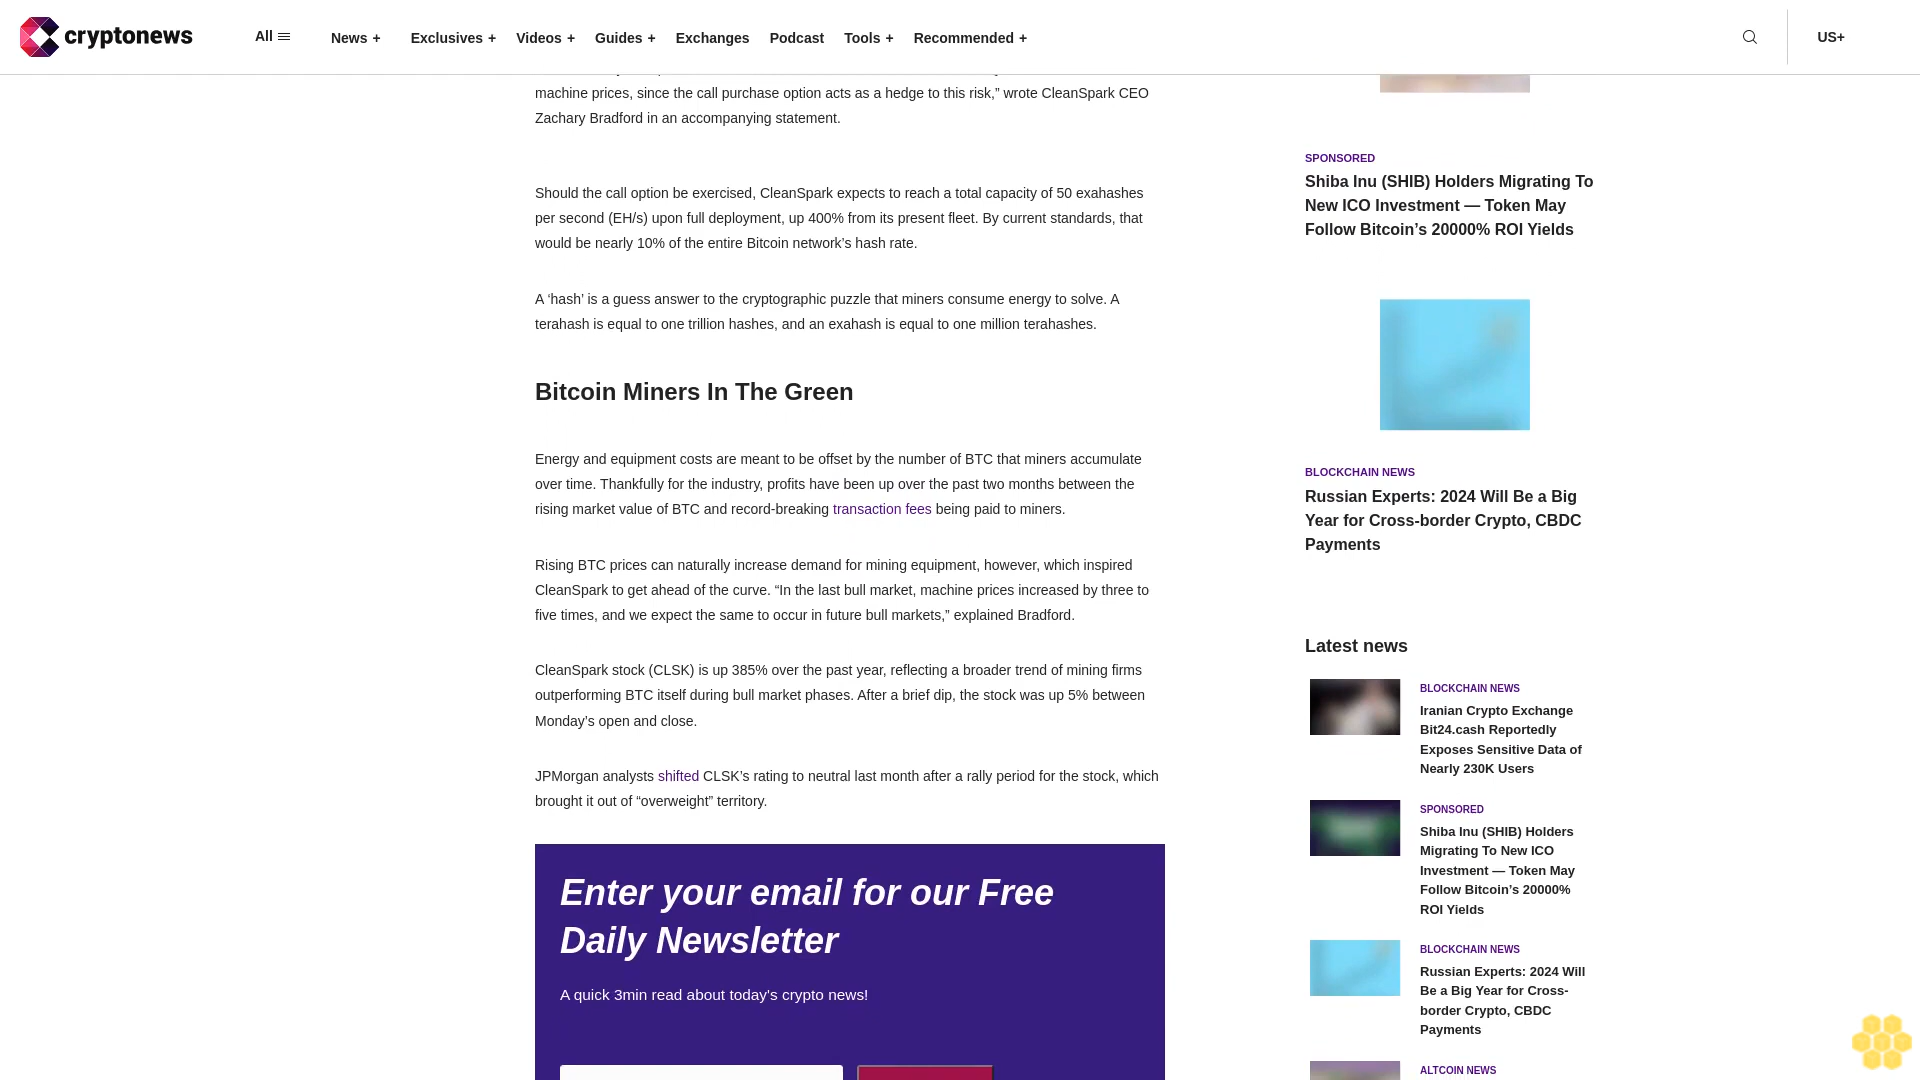 cryptonews
All
News +
Exclusives +
Videos +
Guides +
Exchanges
Podcast
Tools +
Recommended +
US+
machine prices, since the call purchase option acts as a hedge to this risk,” wrote CleanSpark CEO
Zachary Bradford in an accompanying statement.
Should the call option be exercised, CleanSpark expects to reach a total capacity of 50 exahashes
per second (EH/s) upon full deployment, up 400% from its present fleet. By current standards, that
would be nearly 10% of the entire Bitcoin network’s hash rate.
A ‘hash’ is a guess answer to the cryptographic puzzle that miners consume energy to solve. A
terahash is equal to one trillion hashes, and an exahash is equal to one million terahashes.
Bitcoin Miners In The Green
Energy and equipment costs are meant to be offset by the number of BTC that miners accumulate
over time. Thankfully for the industry, profits have been up over the past two months between the
rising market value of BTC and record-breaking transaction fees being paid to miners.
Rising BTC prices can naturally increase demand for mining equipment, however, which inspired
CleanSpark to get ahead of the curve. “In the last bull market, machine prices increased by three to
five times, and we expect the same to occur in future bull markets,” explained Bradford.
CleanSpark stock (CLSK) is up 385% over the past year, reflecting a broader trend of mining firms
outperforming BTC itself during bull market phases. After a brief dip, the stock was up 5% between
Monday’s open and close.
JPMorgan analysts shifted CLSK’s rating to neutral last month after a rally period for the stock, which
brought it out of “overweight” territory.
Enter your email for our Free
Daily Newsletter
A quick 3min read about today's crypto news!
SPONSORED
Shiba Inu (SHIB) Holders Migrating To
New ICO Investment — Token May
Follow Bitcoin’s 20000% ROI Yields
BLOCKCHAIN NEWS
Russian Experts: 2024 Will Be a Big
Year for Cross-border Crypto, CBDC
Payments
Latest news
BLOCKCHAIN NEWS
Iranian Crypto Exchange
Bit24.cash Reportedly
Exposes Sensitive Data of
Nearly 230K Users
SPONSORED
Shiba Inu (SHIB) Holders
Migrating To New ICO
Investment — Token May
Follow Bitcoin’s 20000%
ROI Yields
BLOCKCHAIN NEWS
Russian Experts: 2024 Will
Be a Big Year for Cross-
border Crypto, CBDC
Payments
ALTCOIN NEWS